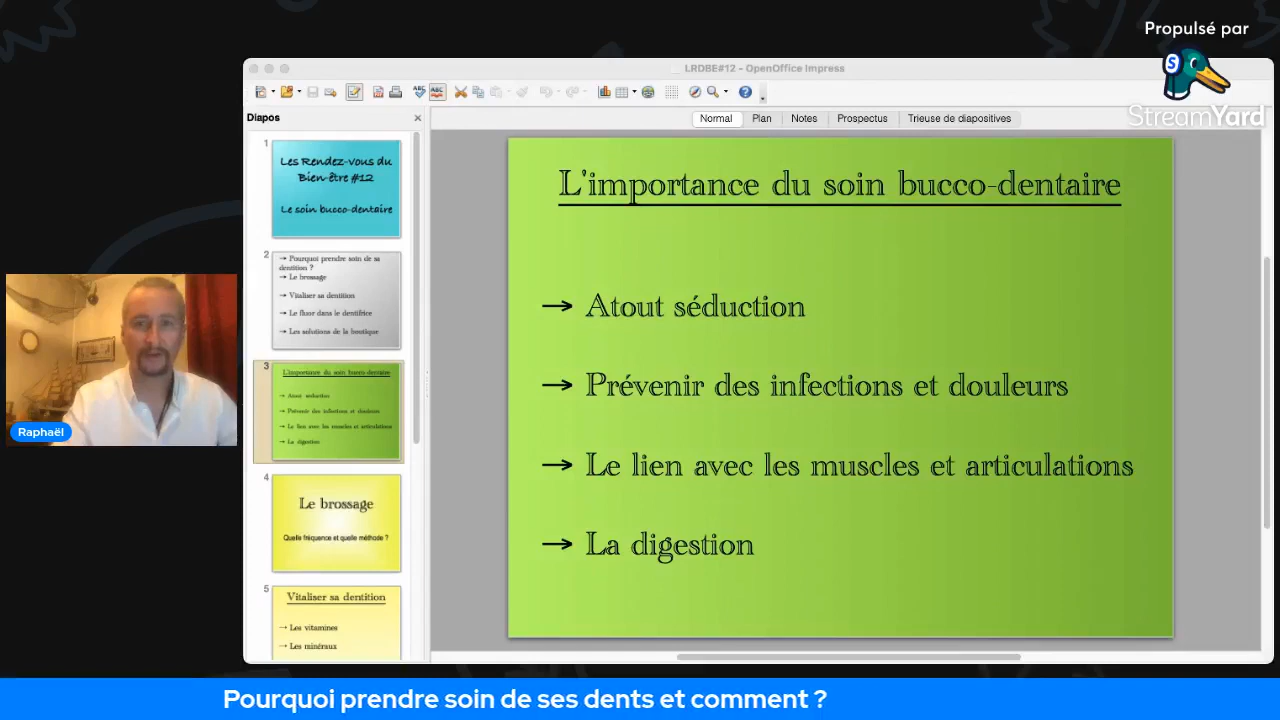 Propulsé par
StreamYard
LRDBE#12 - OpenOffice Impress
Diapos
Normal
Plan
Notes
Prospectus
Trieuse de diapositives
1
Les Rendez-vous du
Bien-être #12
Le soin bucco-dentaire
2
→ Pourquoi prendre soin de sa
dentition ?
→ Le brossage
→ Vitaliser sa dentition
→ Le fluor dans le dentifrice
→ Les solutions de la boutique
3
L'importance du soin bucco-dentaire
→ Atout séduction
→ Prévenir des infections et douleurs
→ Le lien avec les muscles et articulations
→ La digestion
4
Le brossage
Quelle fréquence et quelle méthode ?
5
Vitaliser sa dentition
→ Les vitamines
→ Les minéraux
L'importance du soin bucco-dentaire
→ Atout séduction
→ Prévenir des infections et douleurs
→ Le lien avec les muscles et articulations
→ La digestion
Raphaël
Pourquoi prendre soin de ses dents et comment ?